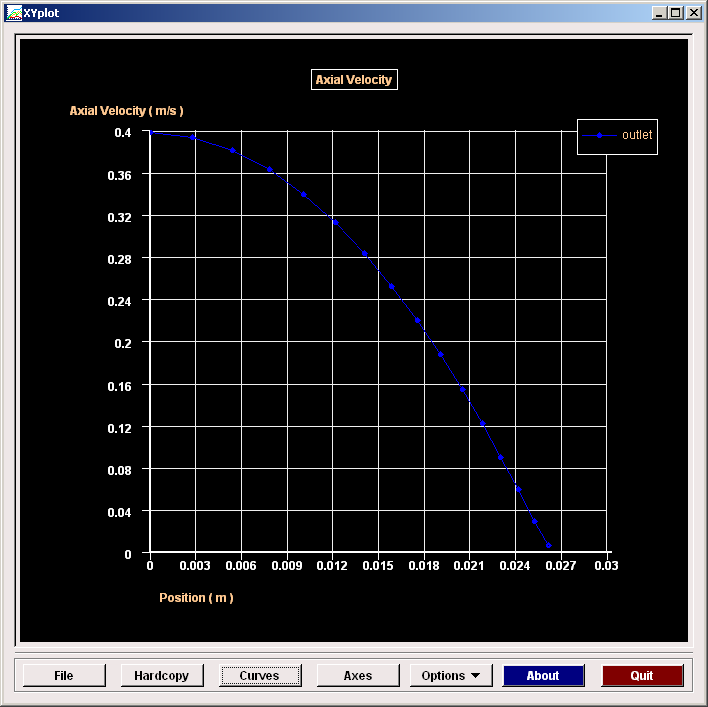 XYplot
Axial Velocity
Axial Velocity ( m/s )
outlet
0.4
0.36
0.32
0.28
0.24
0.2
0.16
0.12
0.08
0.04
0
0 0.003 0.006 0.009 0.012 0.015 0.018 0.021 0.024 0.027 0.03
Position ( m )
File Hardcopy Curves Axes Options About Quit